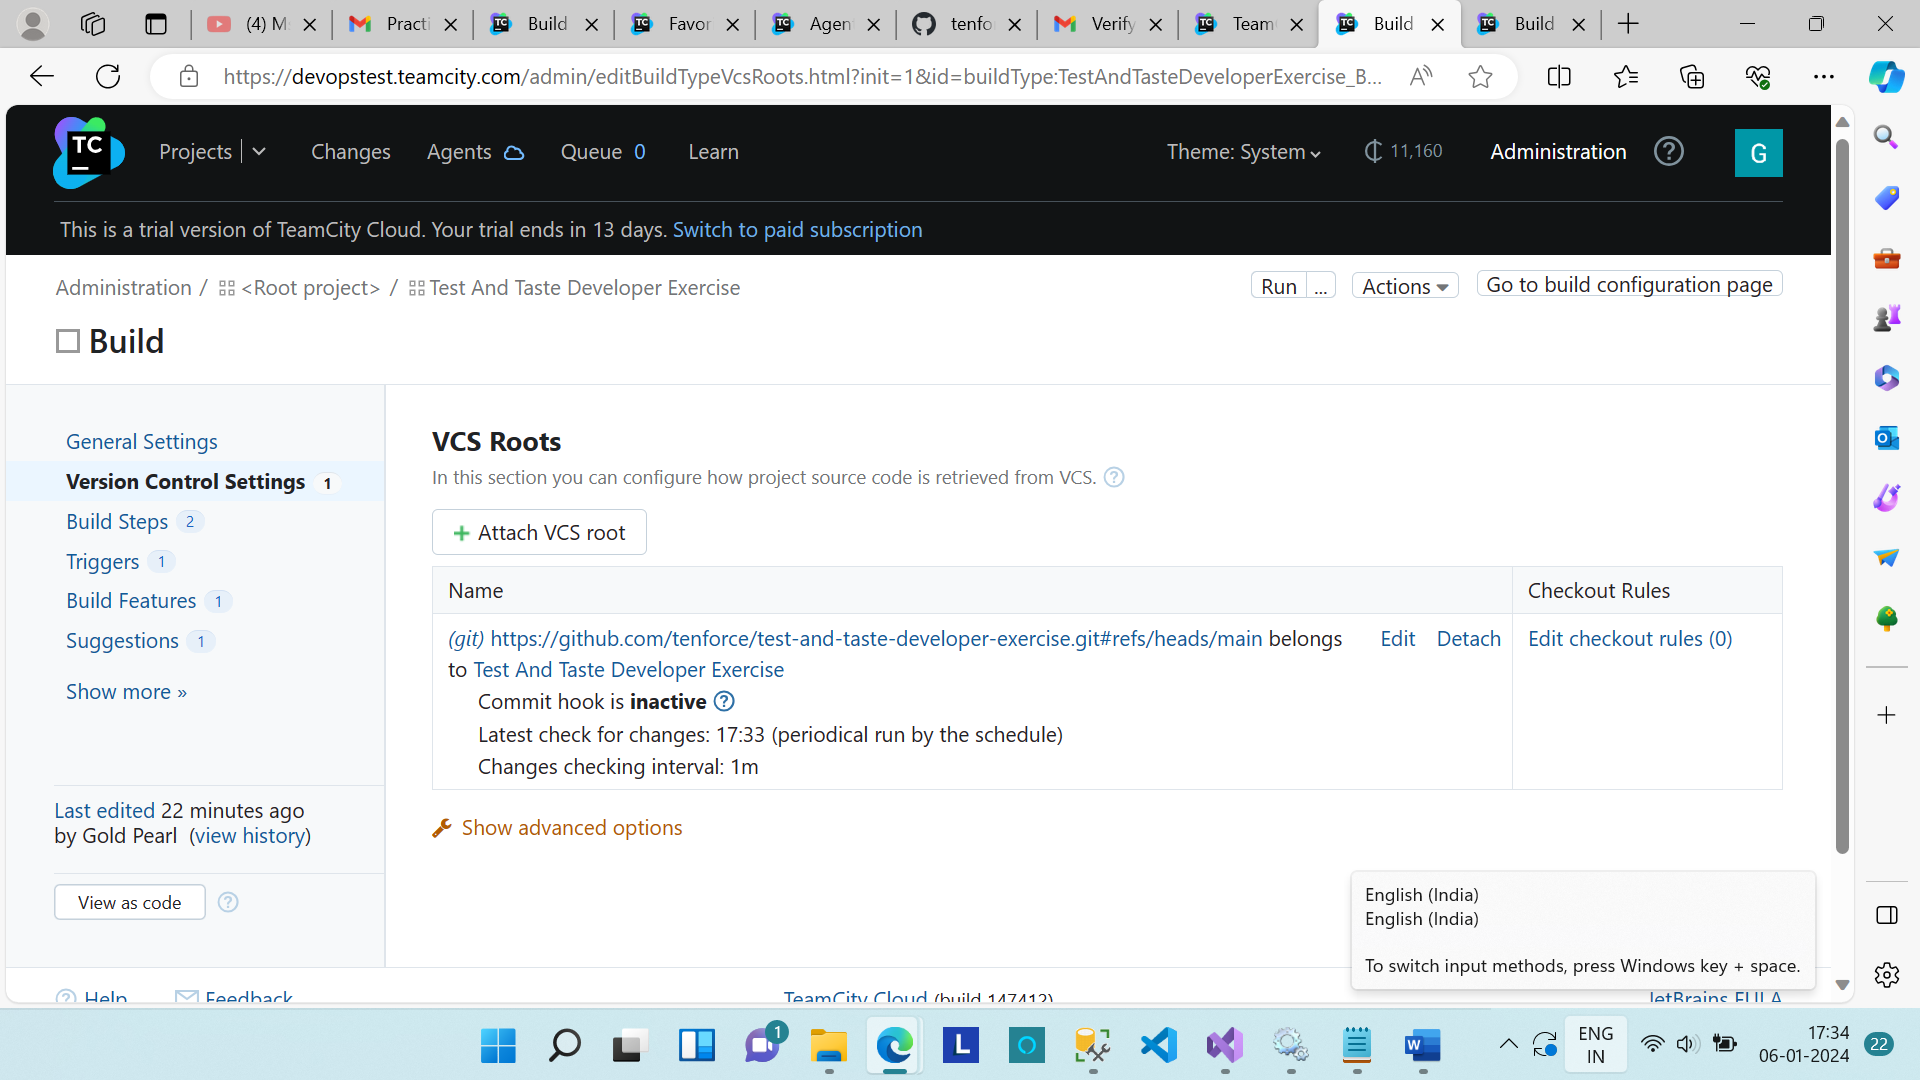 (4) M
Practi
Build
Favor
Agen
tenfo
Verify
Team
Build
Build
https://devopstest.teamcity.com/admin/editBuildTypeVcsRoots.html?init=1&id=buildType:TestAndTasteDeveloperExercise_B...
TC
Projects
Changes
Agents
Queue 0
Learn
Theme: System
11,160
Administration
G
This is a trial version of TeamCity Cloud. Your trial ends in 13 days. Switch to paid subscription
Administration / <Root project> / Test And Taste Developer Exercise
Run ...
Actions
Go to build configuration page
Build
General Settings
Version Control Settings 1
Build Steps 2
Triggers 1
Build Features 1
Suggestions 1
Show more »
Last edited 22 minutes ago
by Gold Pearl (view history)
View as code
VCS Roots
In this section you can configure how project source code is retrieved from VCS.
+ Attach VCS root
Name
Checkout Rules
(git) https://github.com/tenforce/test-and-taste-developer-exercise.git#refs/heads/main belongs
to Test And Taste Developer Exercise
Edit
Detach
Edit checkout rules (0)
Commit hook is inactive
Latest check for changes: 17:33 (periodical run by the schedule)
Changes checking interval: 1m
Show advanced options
English (India)
English (India)
To switch input methods, press Windows key + space.
Help
Feedback
TeamCity Cloud (build 147412)
JetBrains EULA
1
L
ENG
IN
17:34
06-01-2024
22